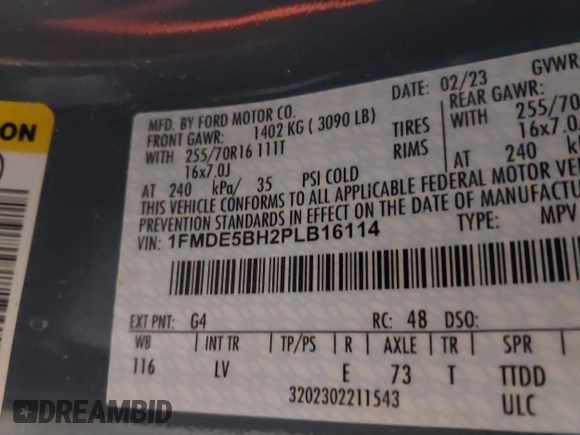 ON
MFD. BY FORD MOTOR CO. DATE: 02/23 GVWR
FRONT GAWR: 1402 KG ( 3090 LB) REAR GAWR:
WITH 255/70R16 111T TIRES 255/70
16x7.0J RIMS 16x7.0
AT 240 kPa/ 35 PSI COLD AT 240 k
THIS VEHICLE CONFORMS TO ALL APPLICABLE FEDERAL MOTOR VEH
PREVENTION STANDARDS IN EFFECT ON THE DATE OF MANUFACTU
VIN: 1FMDE5BH2PLB16114 TYPE: MPV
EXT PNT: G4 RC: 48 DSO:
WB | INT TR | TP/PS | R | AXLE | TR | SPR
116 LV E 73 T TTDD
3202302211543 ULC
DREAMBID